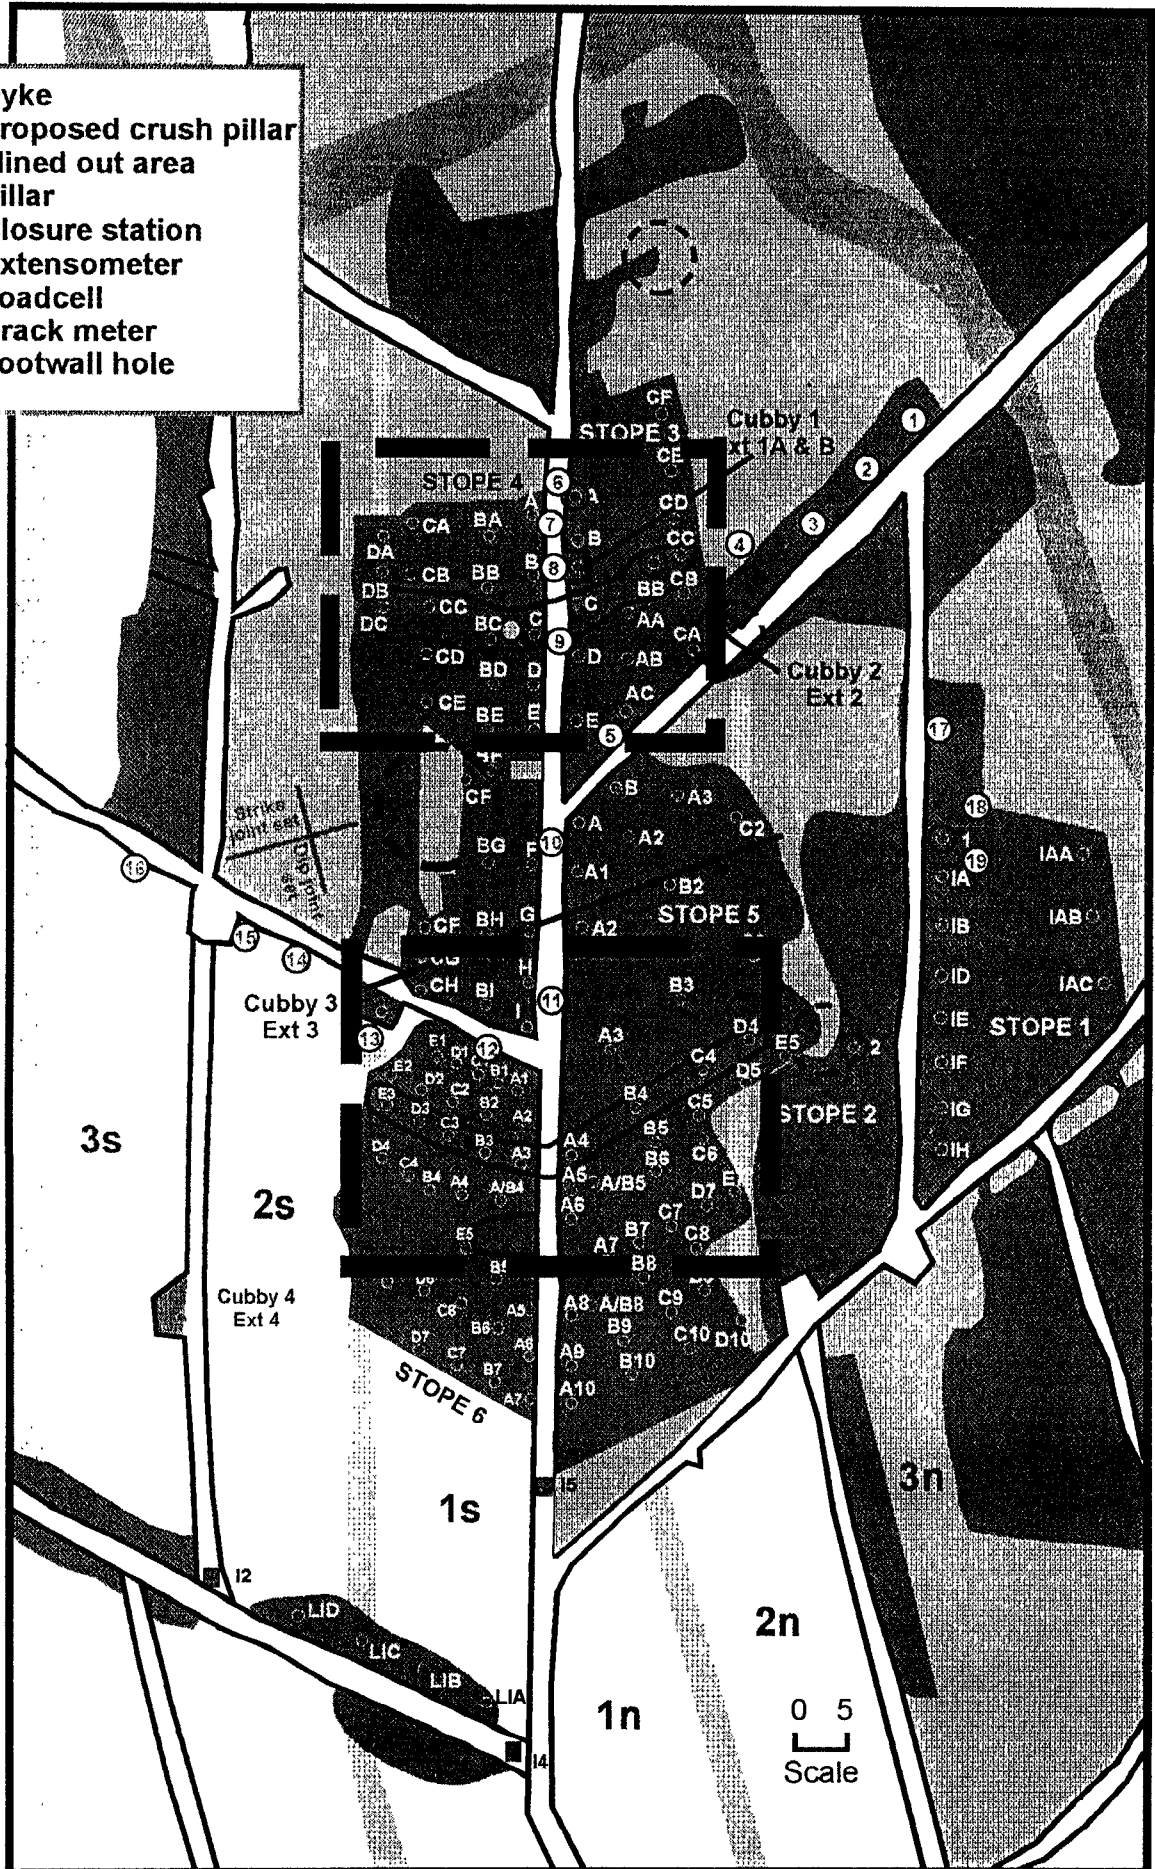 yke
roposed crush pillar
lined out area
illar
losure station
xtensometer
oadcell
rack meter
ootwall hole
CF
STOPE 3
Cubby 1
xt 1A & B
CE
STOPE 4
1
2
3
4
6
7
8
9
A
A
CD
CA
BA
B
CC
DA
CB
BB
B
BB
CB
DB
CC
C
AA
DC
BC
C
CA
CD
D
AB
BD
D
Cubby 2
Ext 2
CE
BE
E
E
AC
5
17
CF
B
A3
18
Strike
joint set
Dip joint
set
A
A2
C2
10
1
19
IAA
BG
F
A1
IA
16
B2
CF
BH
G
A2
STOPE 5
IB
IAB
15
14
CG
H
CH
BI
B3
ID
IAC
Cubby 3
Ext 3
I
11
IE
STOPE 1
13
12
A3
D4
E5
2
E1
D1
C4
D5
IF
E2
D2
B1
A1
E3
C2
B2
B4
C5
IG
D3
A2
STOPE 2
C3
B3
A4
B5
C6
IH
3s
D4
C4
A3
A5
B6
B4
A4
A/B4
A/B5
D7
2s
A6
C7
E5
B7
C8
A7
B8
Cubby 4
Ext 4
C6
A5
A8
A/B8
C9
B6
B9
C10
D10
D7
C7
A6
A9
B10
B7
A7
A10
STOPE 6
3n
I5
1s
I2
LID
2n
LIC
LIB
LIA
1n
0 5
Scale
I4